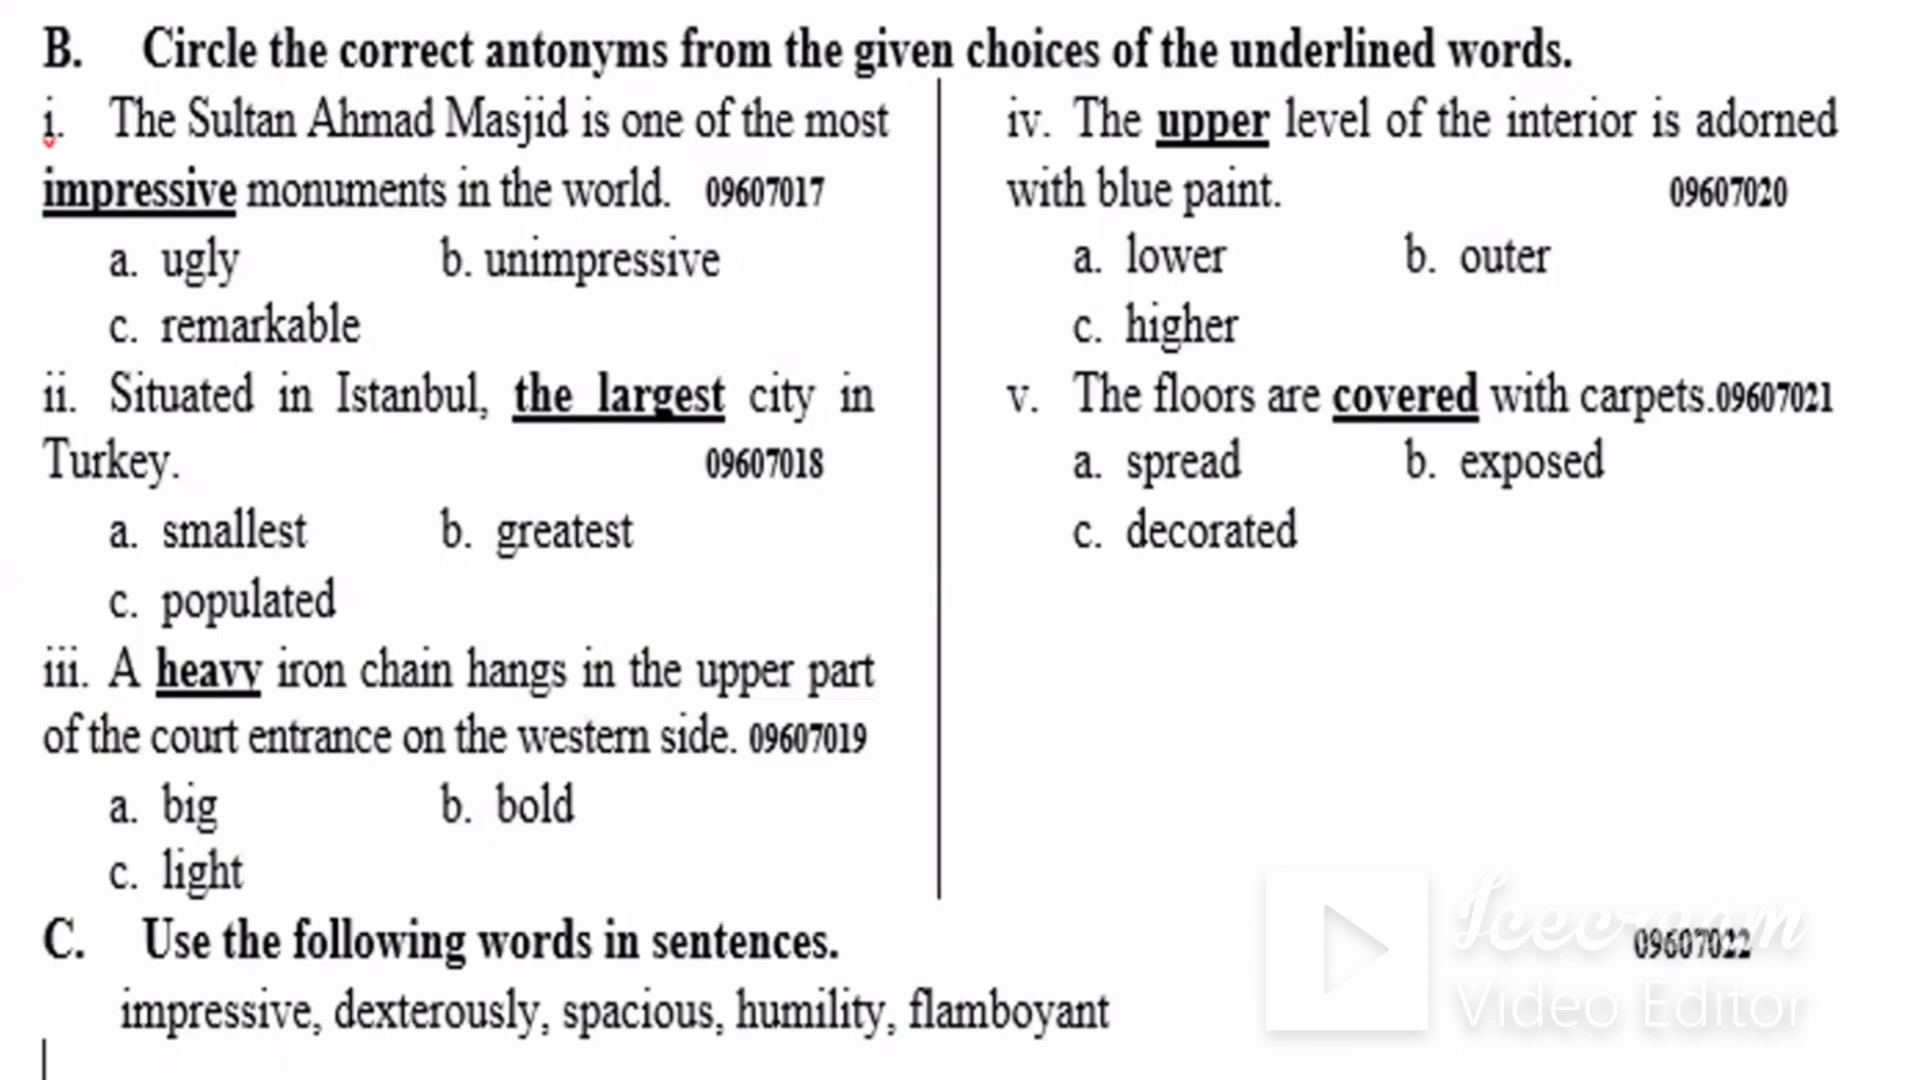 B. Circle the correct antonyms from the given choices of the underlined words.
i. The Sultan Ahmad Masjid is one of the most
impressive monuments in the world. 09607017
a. ugly b. unimpressive
c. remarkable
ii. Situated in Istanbul, the largest city in
Turkey. 09607018
a. smallest b. greatest
c. populated
iii. A heavy iron chain hangs in the upper part
of the court entrance on the western side. 09607019
a. big b. bold
c. light
iv. The upper level of the interior is adorned
with blue paint. 09607020
a. lower b. outer
c. higher
v. The floors are covered with carpets.09607021
a. spread b. exposed
c. decorated
C. Use the following words in sentences. 09607022
impressive, dexterously, spacious, humility, flamboyant
Icecream
Video Editor